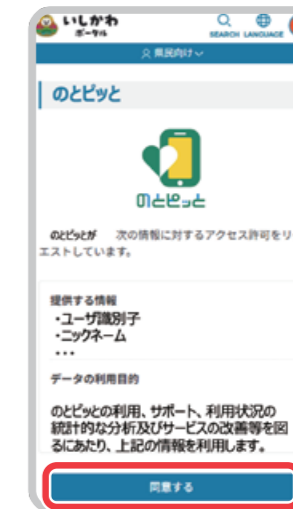 いしかわ
ポータル
SEARCH LANGUAGE
県民向け
のとピッと
のとピっと
のとピっとが 次の情報に対するアクセス許可をリ
エストしています。
提供する情報
・ユーザ識別子
・ニックネーム
・・・
データの利用目的
のとピッとの利用、サポート、利用状況の
統計的な分析及びサービスの改善等を図
るにあたり、上記の情報を利用します。
同意する